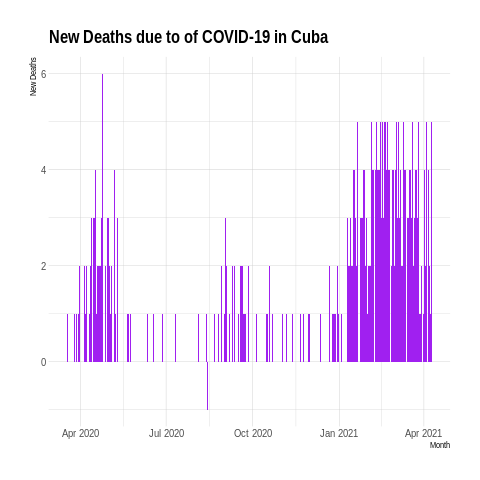 New Deaths due to of COVID-19 in Cuba
New Deaths
6
4
2
0
Apr 2020 Jul 2020 Oct 2020 Jan 2021 Apr 2021
Month